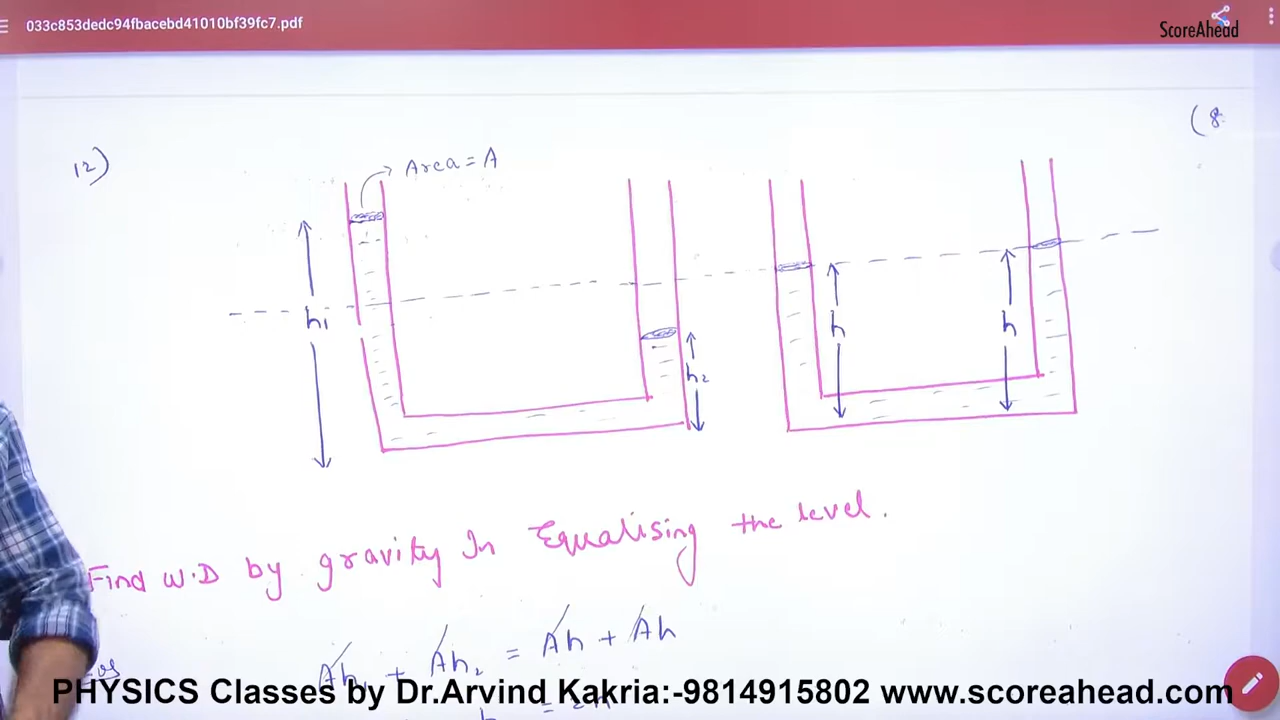 033c853dedc94fbacebd41010bf39fc7.pdf
ScoreAhead
(8
12)
Area = A
h1
h2
h
h
Find W.D by gravity In Equalising the level.
Ah1 + Ah2 = Ah + Ah
PHYSICS Classes by Dr.Arvind Kakria:-9814915802 www.scoreahead.com